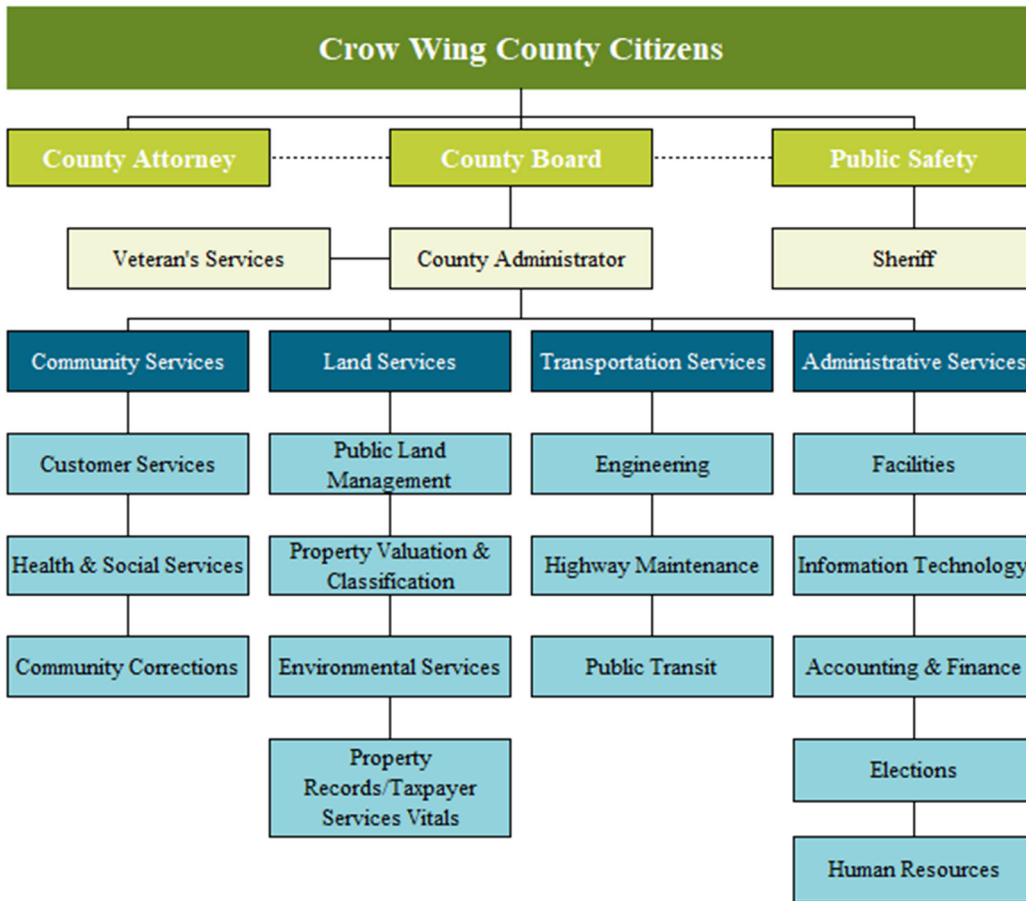 Crow Wing County Citizens
County Attorney
County Board
Public Safety
Veteran's Services
County Administrator
Sheriff
Community Services
Land Services
Transportation Services
Administrative Services
Customer Services
Public Land
Management
Engineering
Facilities
Health & Social Services
Property Valuation &
Classification
Highway Maintenance
Information Technology
Community Corrections
Environmental Services
Public Transit
Accounting & Finance
Property
Records/Taxpayer
Services Vitals
Elections
Human Resources